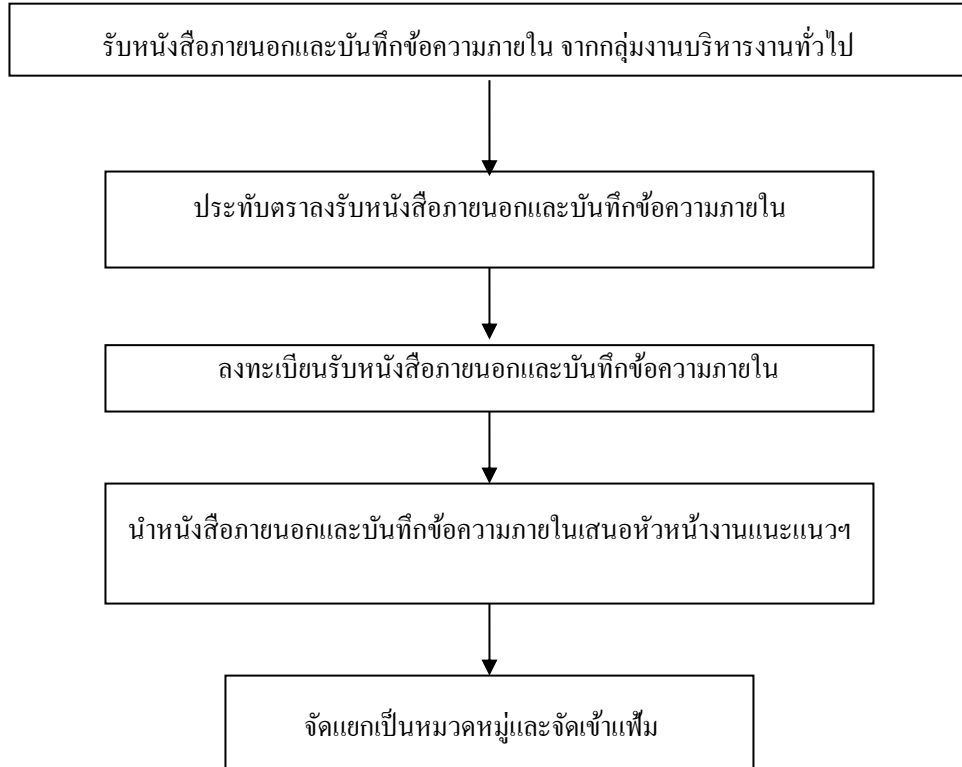 รับหนังสือภายนอกและบันทึกข้อความภายใน จากกลุ่มงานบริหารงานทั่วไป
ประทับตราลงรับหนังสือภายนอกและบันทึกข้อความภายใน
ลงทะเบียนรับหนังสือภายนอกและบันทึกข้อความภายใน
นำหนังสือภายนอกและบันทึกข้อความภายในเสนอหัวหน้างานแนะแนวฯ
จัดแยกเป็นหมวดหมู่และจัดเข้าแฟ้ม